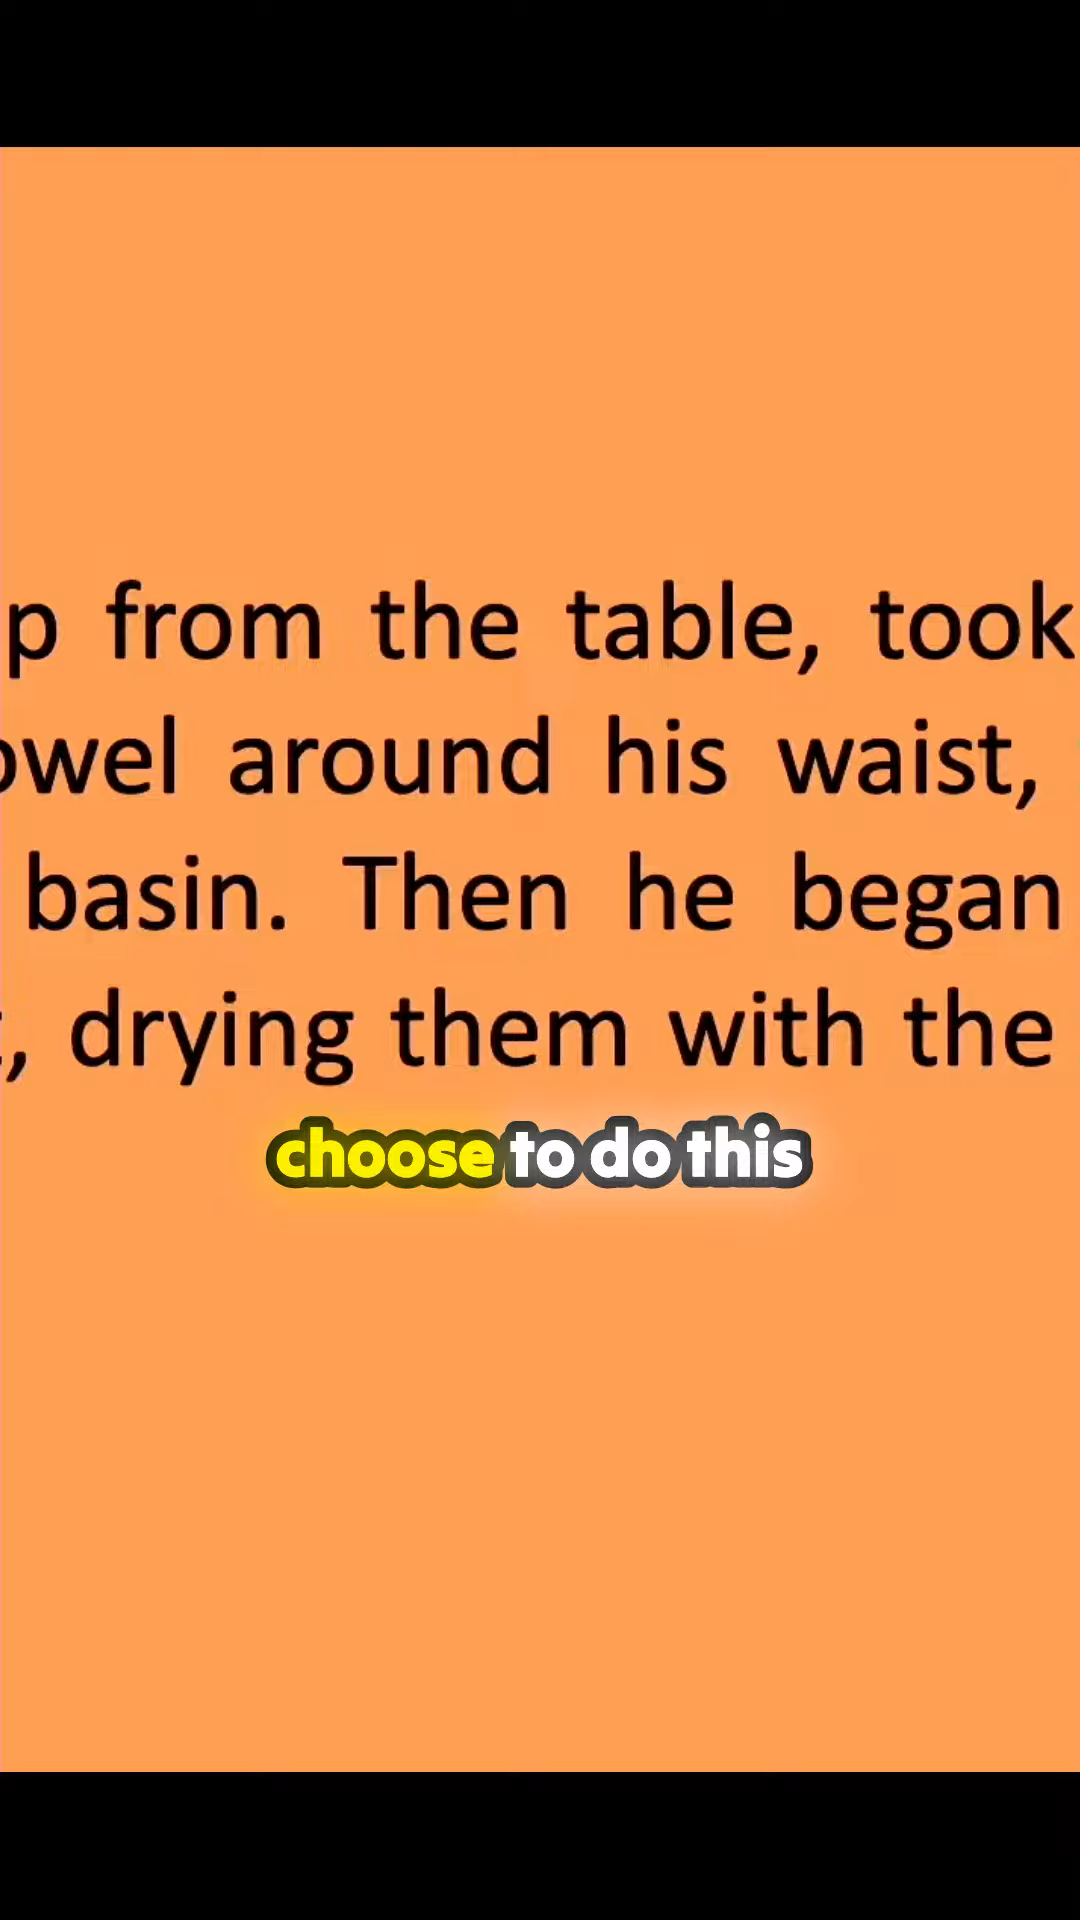 p from the table, took
owel around his waist,
basin. Then he began
, drying them with the
choose to do this